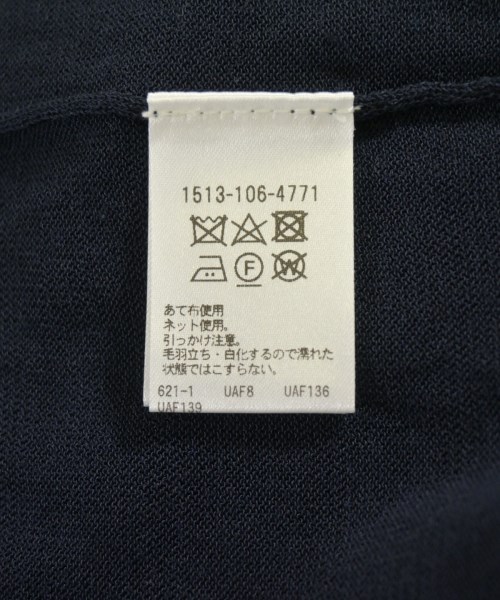 1513-106-4771
F W
あて布使用
ネット使用。
引っかけ注意。
毛羽立ち・白化するので濡れた
状態ではこすらない。
621-1 UAF8 UAF136
UAF139